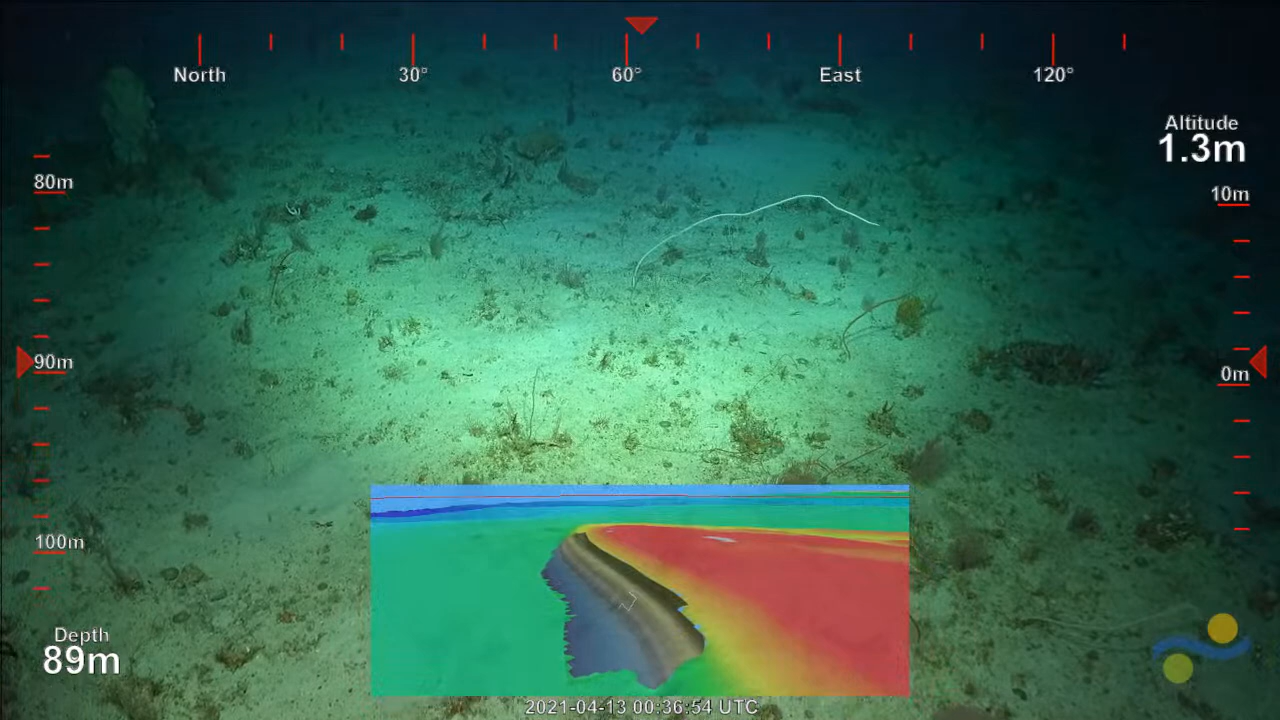 North 30° 60° East 120°
Altitude
1.3m
80m
10m
90m
0m
100m
Depth
89m
2021-04-13 00:36:54 UTC